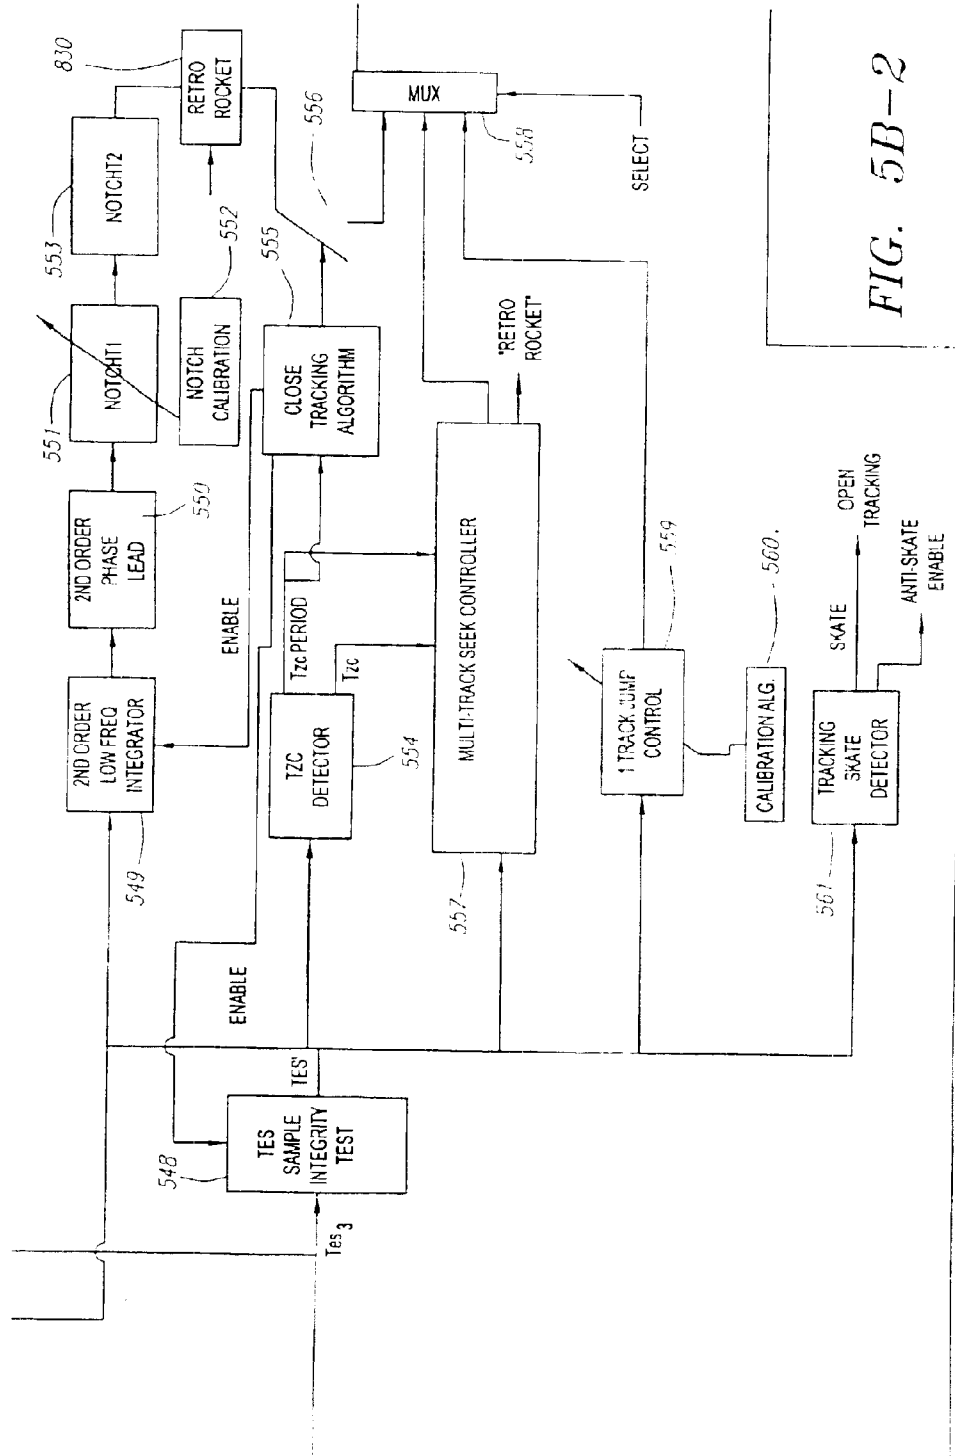 830
RETRO
ROCKET
553
NOTCHT2
551
NOTCHT1
552
NOTCH
CALIBRATION
550
2ND ORDER
PHASE
LEAD
549
2ND ORDER
LOW FREQ
INTEGRATOR
556
555
CLOSE
TRACKING
ALGORITHM
ENABLE
ENABLE
Tzc PERIOD
Tzc
TZC
DETECTOR
554
MUX
558
SELECT
"RETRO
ROCKET"
MULTI-TRACK SEEK CONTROLLER
557
TES'
TES
SAMPLE
INTEGRITY
TEST
548
Tes3
1 TRACK JUMP
CONTROL
559
CALIBRATION ALG.
560.
TRACKING
SKATE
DETECTOR
561
SKATE
OPEN
TRACKING
ANTI-SKATE
ENABLE
FIG. 5B-2